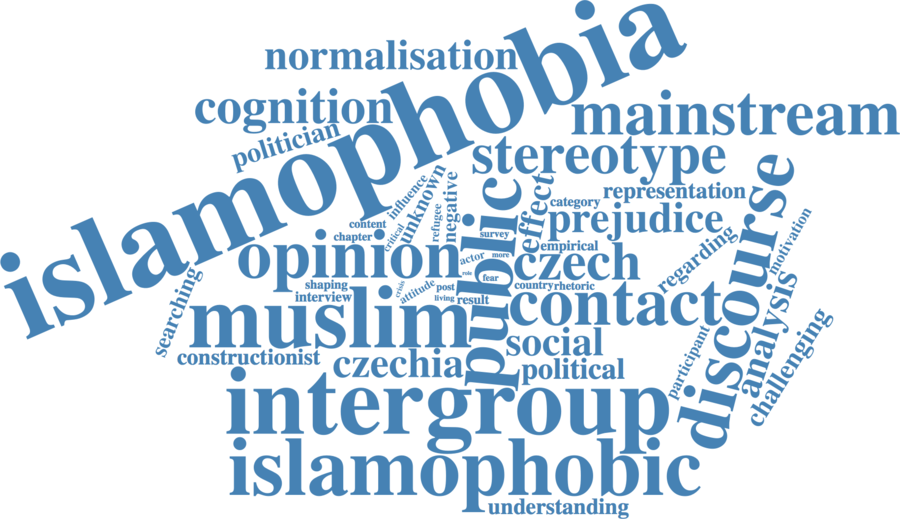 islamophobia
normalisation
cognition
mainstream
politician
stereotype
discourse
representation
influence
unknown
negative
public
effect
category
prejudice
content
chapter
critical
refugee
survey
empirical
motivation
regarding
opinion
actor
more
czech
role
fear
searching
shaping
interview
crisis
attitude
post
living
result
country
rhetoric
muslim
contact
analysis
constructionist
czechia
social
political
participant
challenging
intergroup
islamophobic
understanding